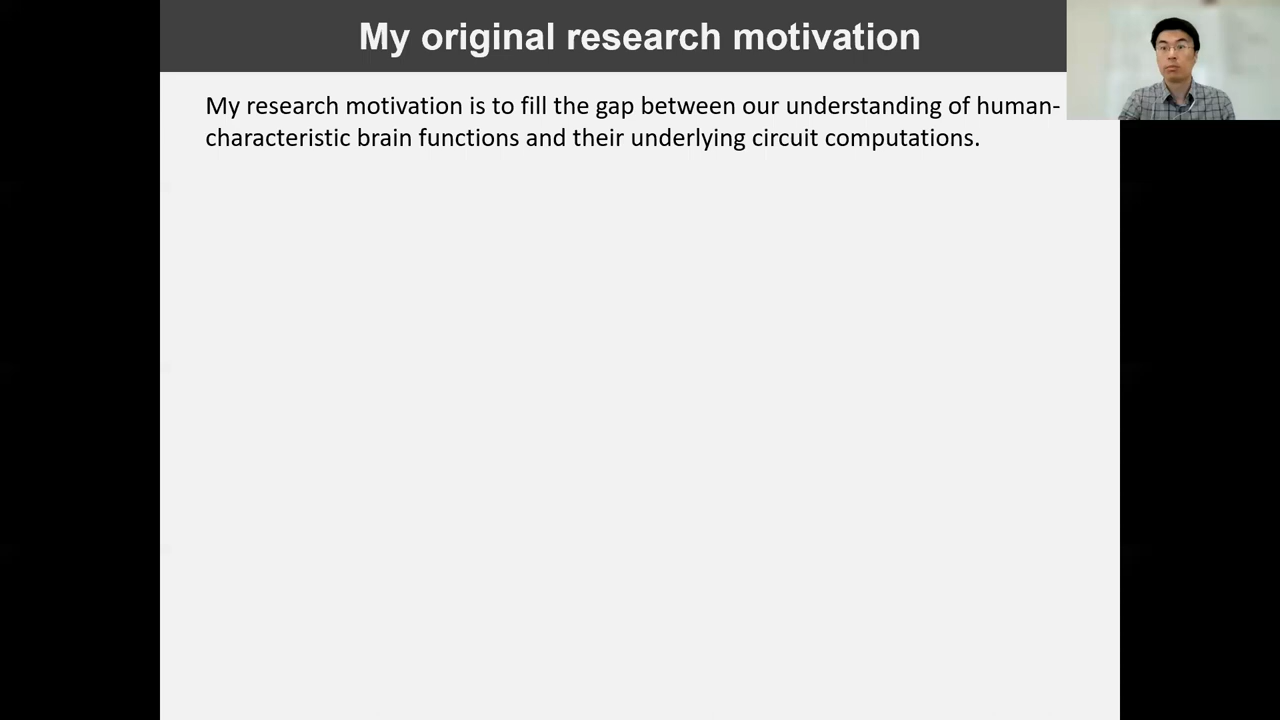 My original research motivation
My research motivation is to fill the gap between our understanding of human-
characteristic brain functions and their underlying circuit computations.